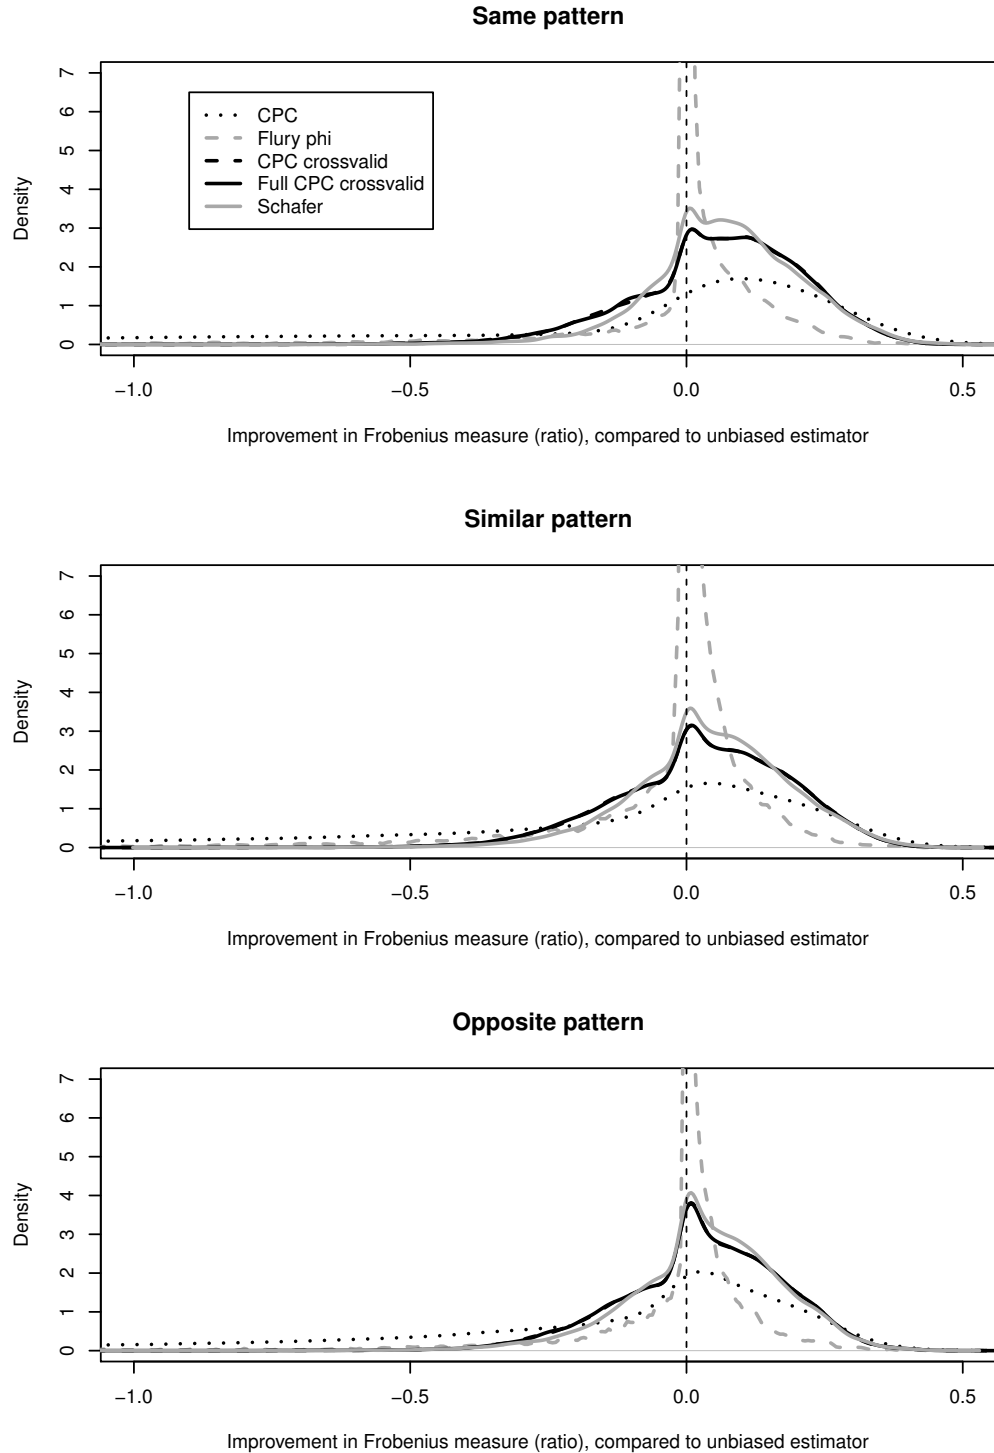 Same pattern
Density
7
6
5
4
3
2
1
0
CPC
Flury phi
CPC crossvalid
Full CPC crossvalid
Schafer
−1.0 −0.5 0.0 0.5
Improvement in Frobenius measure (ratio), compared to unbiased estimator
Similar pattern
Density
7
6
5
4
3
2
1
0
−1.0 −0.5 0.0 0.5
Improvement in Frobenius measure (ratio), compared to unbiased estimator
Opposite pattern
Density
7
6
5
4
3
2
1
0
−1.0 −0.5 0.0 0.5
Improvement in Frobenius measure (ratio), compared to unbiased estimator